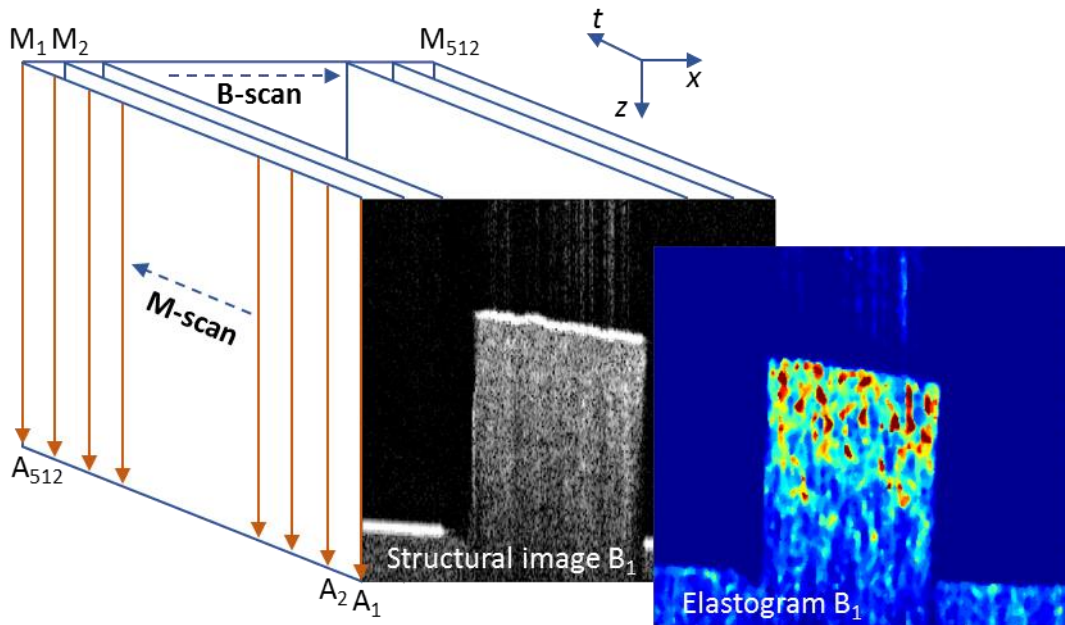 M₁ M₂
M₅₁₂
t
x
z
B-scan
M-scan
A₅₁₂
Structural image B₁
A₂ A₁
Elastogram B₁